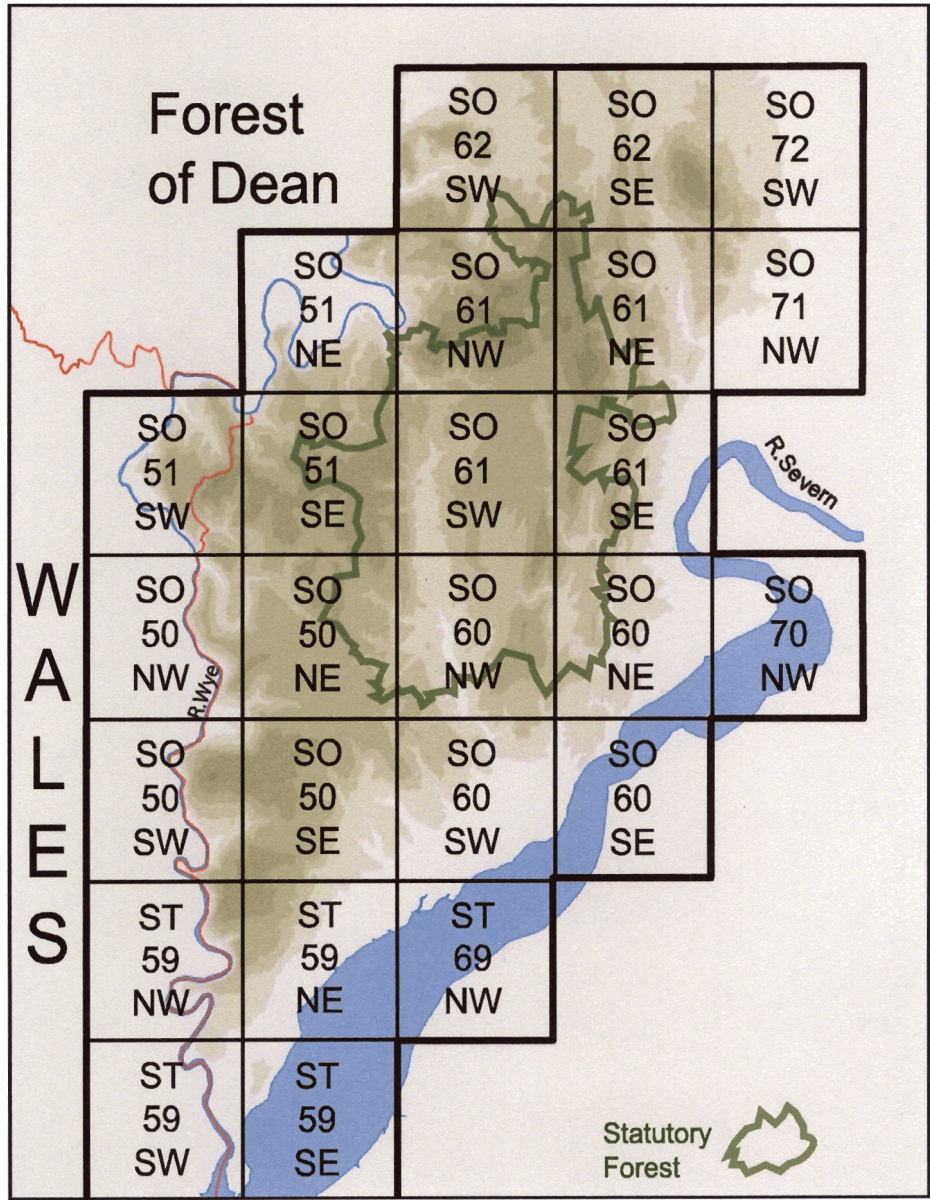 Forest
of Dean
SO
62
SW
SO
62
SE
SO
72
SW
SO
51
NE
SO
61
NW
SO
61
NE
SO
71
NW
SO
51
SW
SO
51
SE
SO
61
SW
SO
61
SE
R.Severn
WALES
SO
50
NW
R.Wye
SO
50
NE
SO
60
NW
SO
60
NE
SO
70
NW
SO
50
SW
SO
50
SE
SO
60
SW
SO
60
SE
ST
59
NW
ST
59
NE
ST
69
NW
ST
59
SW
ST
59
SE
Statutory
Forest